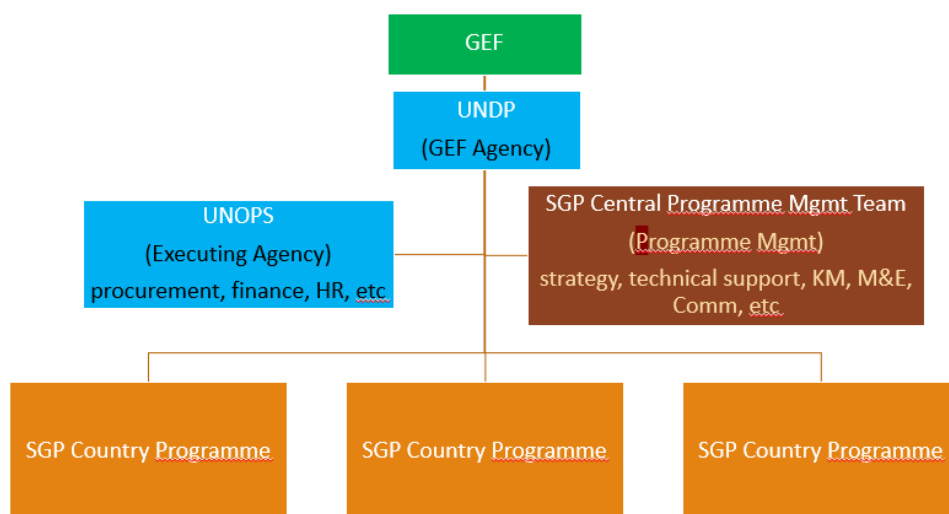 GEF
UNDP
(GEF Agency)
UNOPS
(Executing Agency)
procurement, finance, HR, etc
SGP Central Programme Mgmt Team
(Programme Mgmt)
strategy, technical support, KM, M&E,
Comm, etc
SGP Country Programme
SGP Country Programme
SGP Country Programme